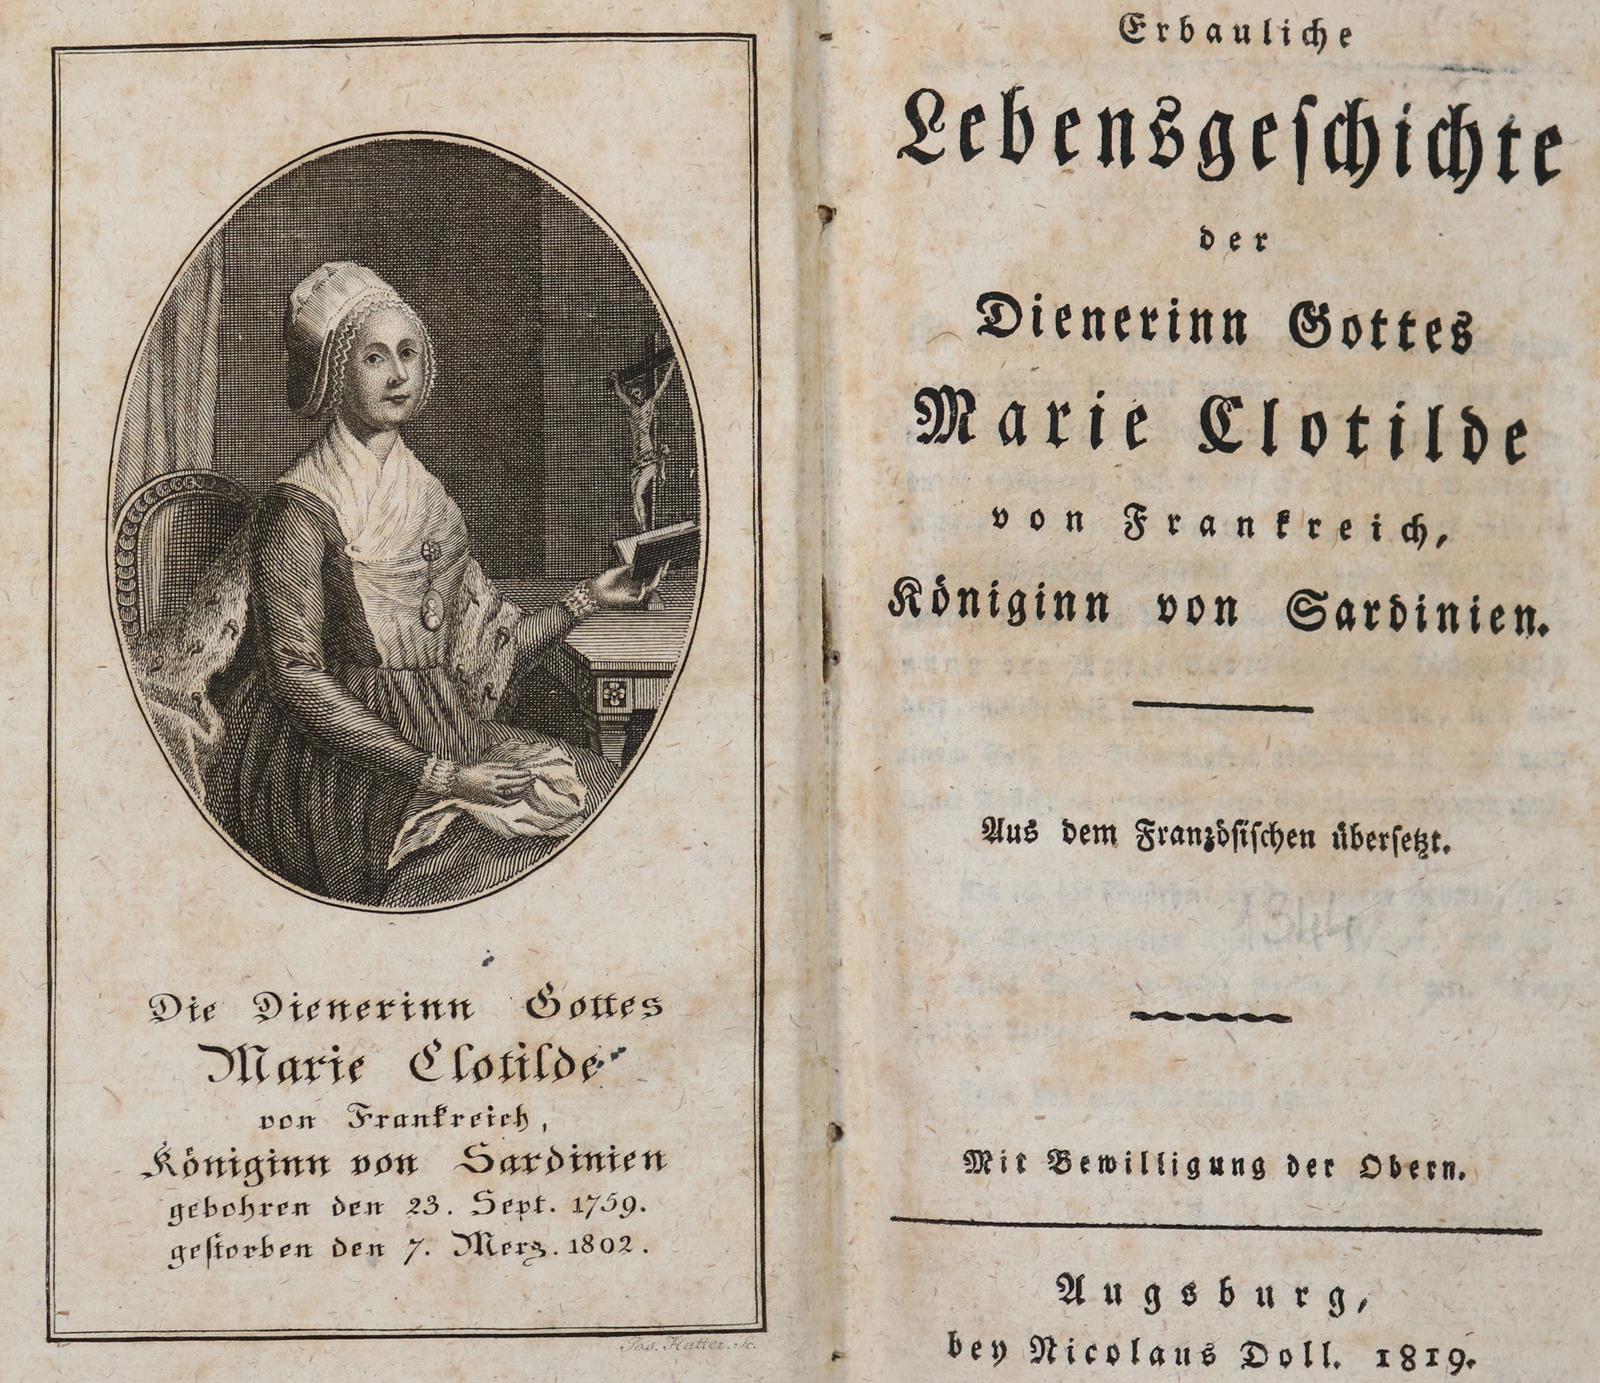 Die Dienerinn Gottes
Marie Clotilde
von Frankreich,
Königinn von Sardinien
gebohren den 23. Sept. 1759.
gestorben den 7. Merz. 1802.
Jos. Hutter. sc.
Erbauliche
Lebensgeschichte
der
Dienerinn Gottes
Marie Clotilde
von Frankreich,
Königinn von Sardinien.
Aus dem Französischen übersetzt.
Mit Bewilligung der Obern.
Augsburg,
bey Nicolaus Doll. 1819.